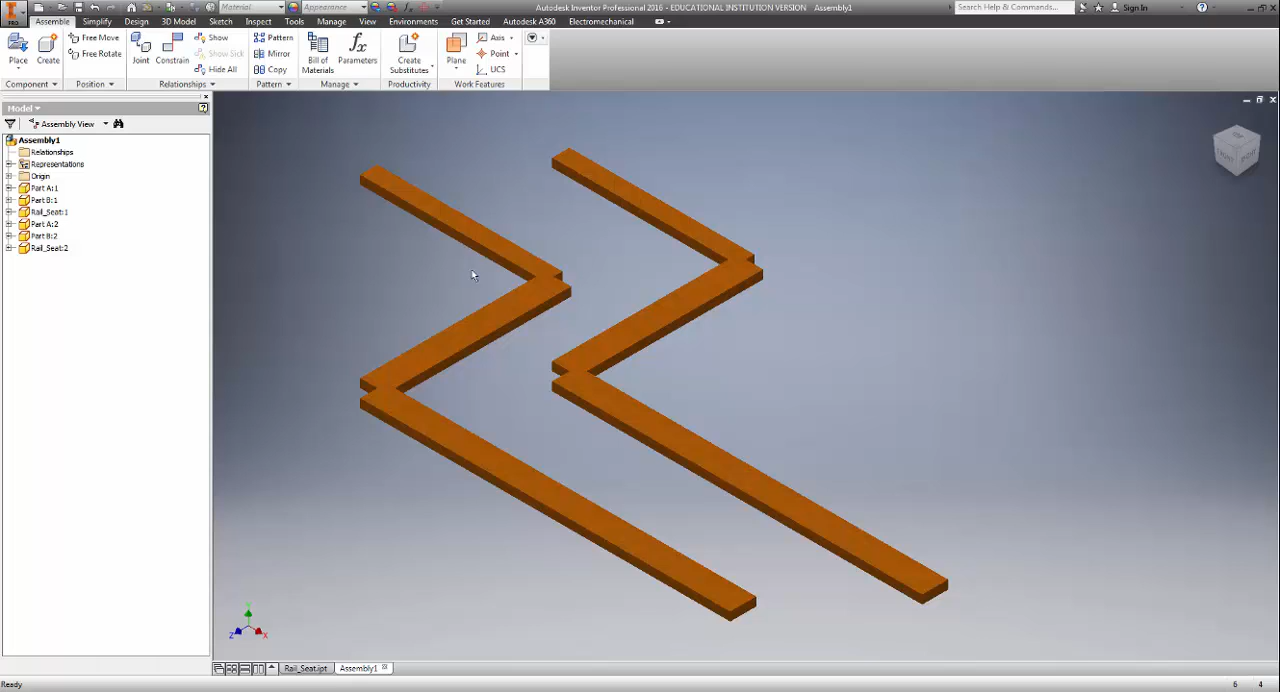 Material Appearance Autodesk Inventor Professional 2016 - EDUCATIONAL INSTITUTION VERSION Assembly1 Search Help & Commands... Sign In
PRO Assemble Simplify Design 3D Model Sketch Inspect Tools Manage View Environments Get Started Autodesk A360 Electromechanical
Place Create Free Move Free Rotate Joint Constrain Show Show Sick Hide All Pattern Mirror Copy Bill of Materials Parameters Create Substitutes Plane Axis Point UCS
Component Position Relationships Pattern Manage Productivity Work Features
Model
Assembly View
Assembly1
Relationships
Representations
Origin
Part A:1
Part B:1
Rail_Seat:1
Part A:2
Part B:2
Rail_Seat:2
Z X
Rail_Seat.ipt Assembly1
Ready 6 4